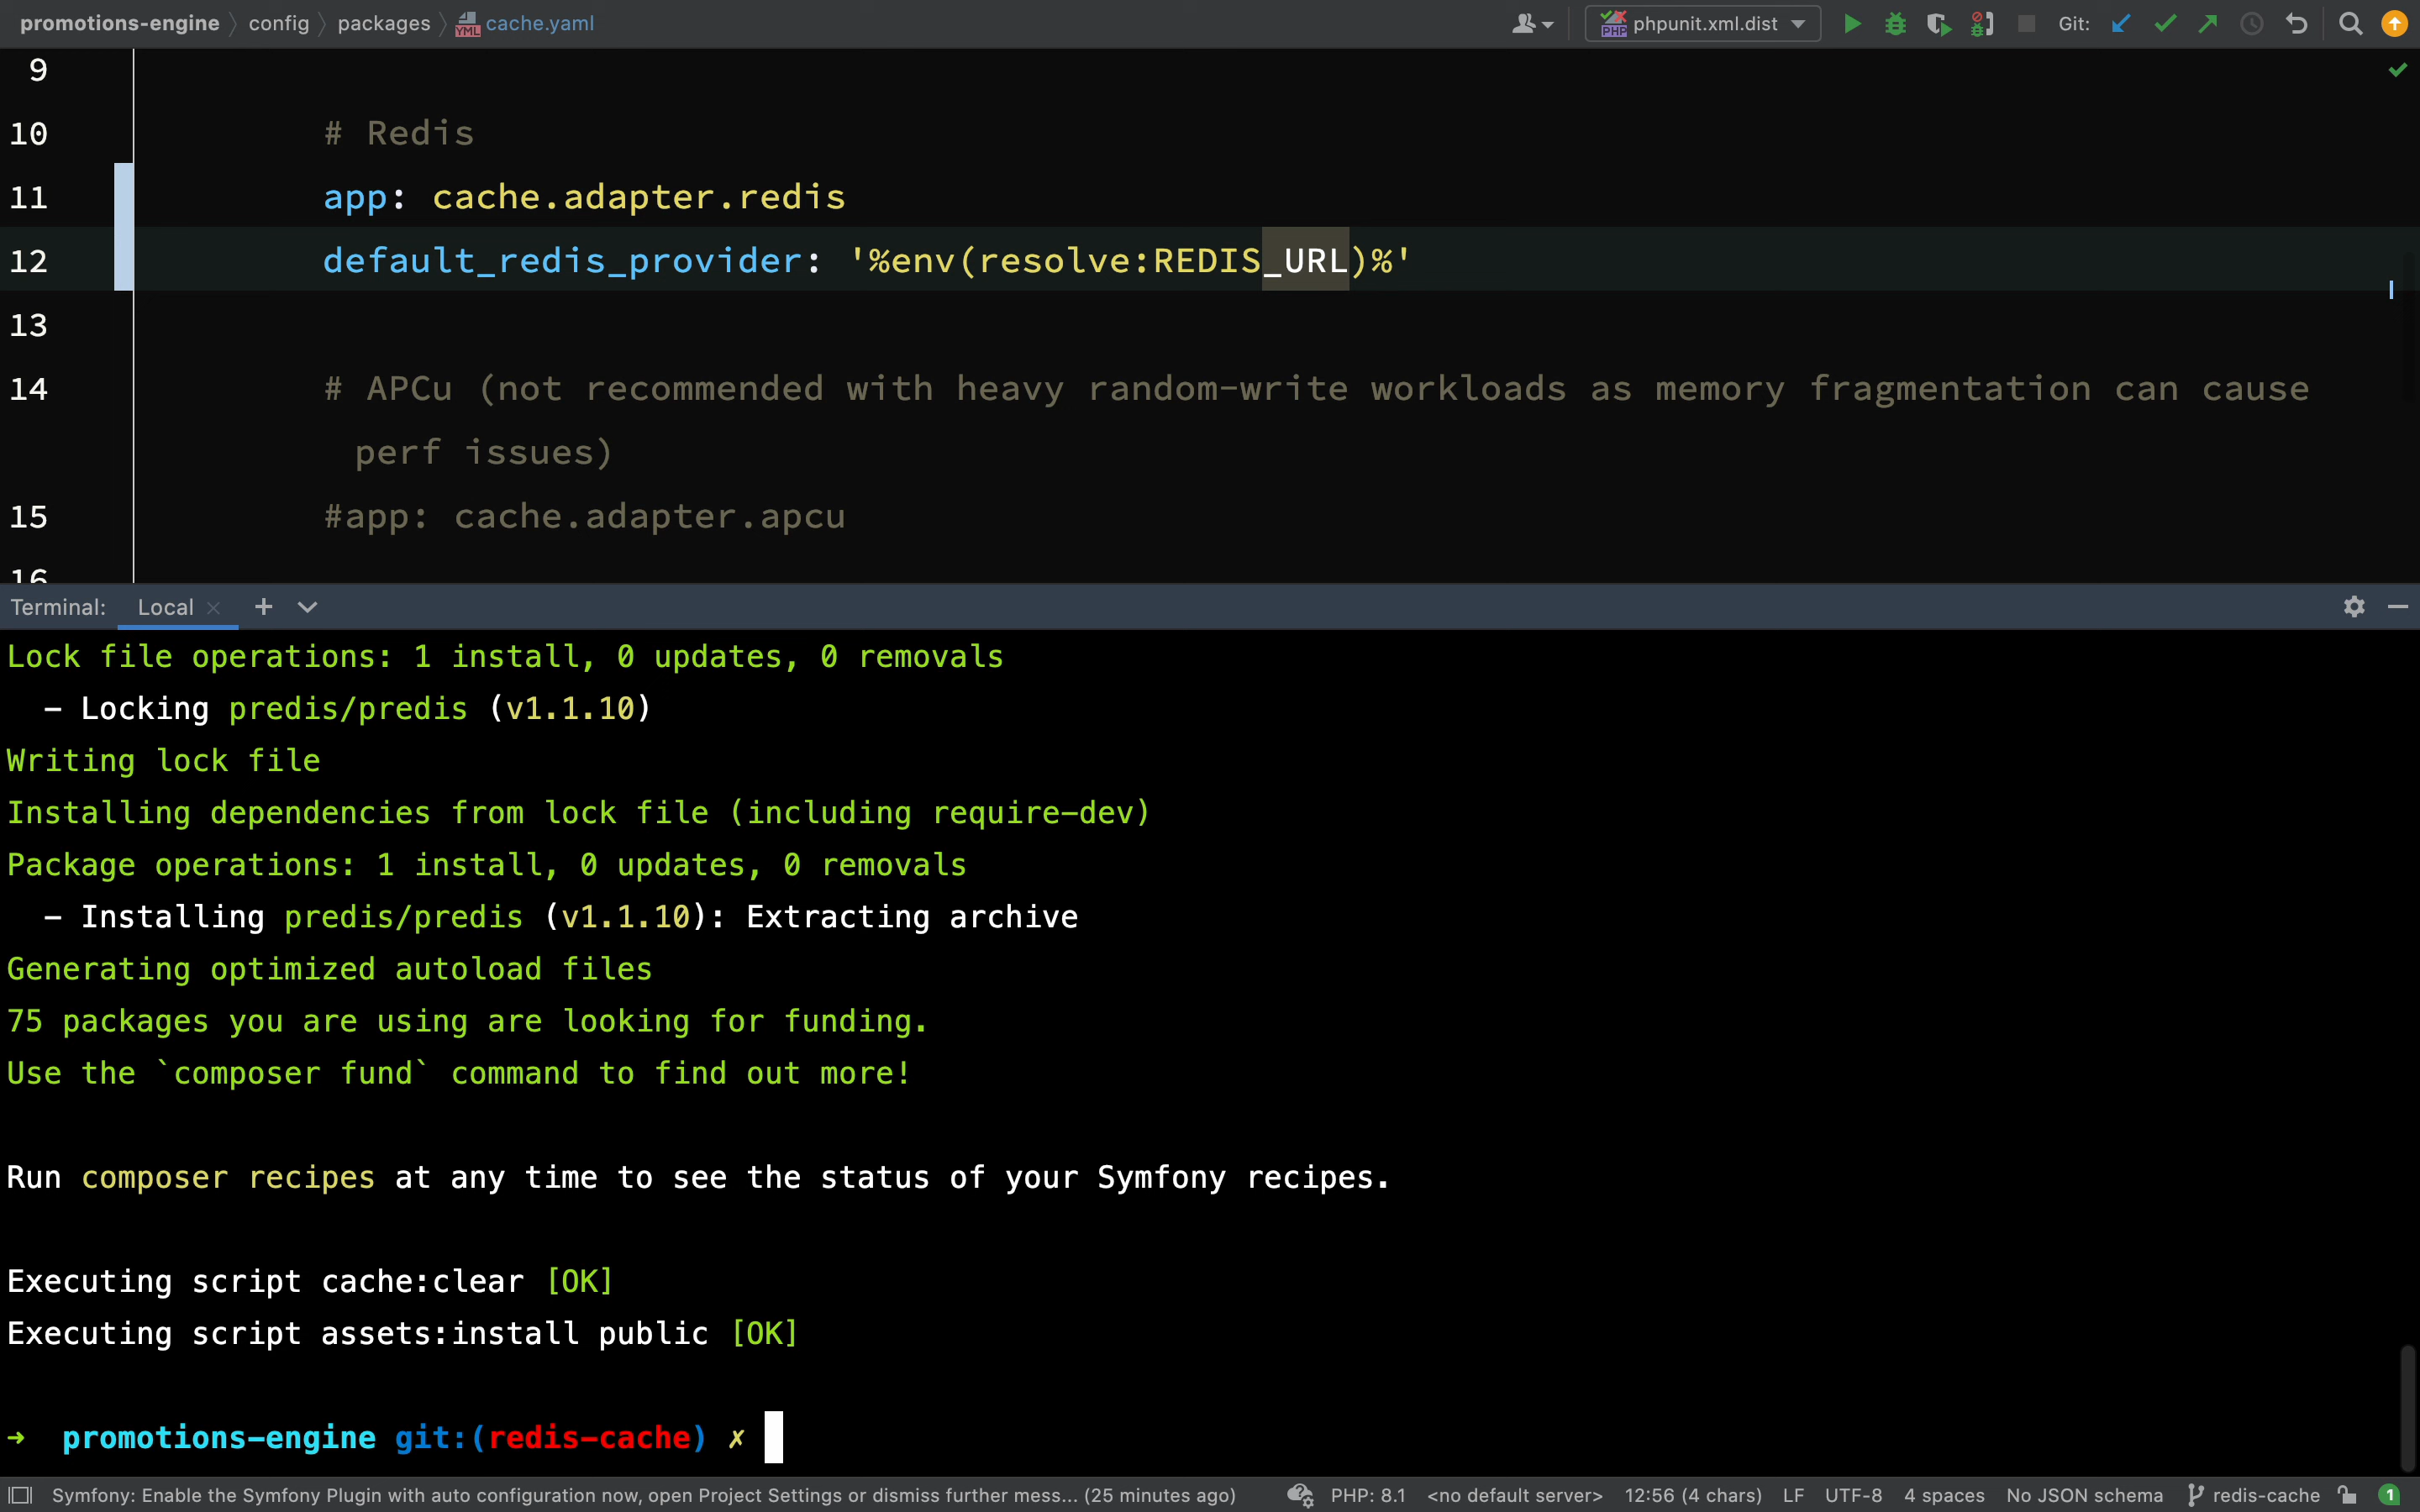 promotions-engine 〉 config 〉 packages 〉 cache.yaml
phpunit.xml.dist
Git:
9
10 # Redis
11 app: cache.adapter.redis
12 default_redis_provider: '%env(resolve:REDIS_URL)%'
13
14 # APCu (not recommended with heavy random-write workloads as memory fragmentation can cause
perf issues)
15 #app: cache.adapter.apcu
16
Terminal: Local
Lock file operations: 1 install, 0 updates, 0 removals
- Locking predis/predis (v1.1.10)
Writing lock file
Installing dependencies from lock file (including require-dev)
Package operations: 1 install, 0 updates, 0 removals
- Installing predis/predis (v1.1.10): Extracting archive
Generating optimized autoload files
75 packages you are using are looking for funding.
Use the `composer fund` command to find out more!
Run composer recipes at any time to see the status of your Symfony recipes.
Executing script cache:clear [OK]
Executing script assets:install public [OK]
➜ promotions-engine git:(redis-cache) ✗
Symfony: Enable the Symfony Plugin with auto configuration now, open Project Settings or dismiss further mess... (25 minutes ago) PHP: 8.1 <no default server> 12:56 (4 chars) LF UTF-8 4 spaces No JSON schema redis-cache 1